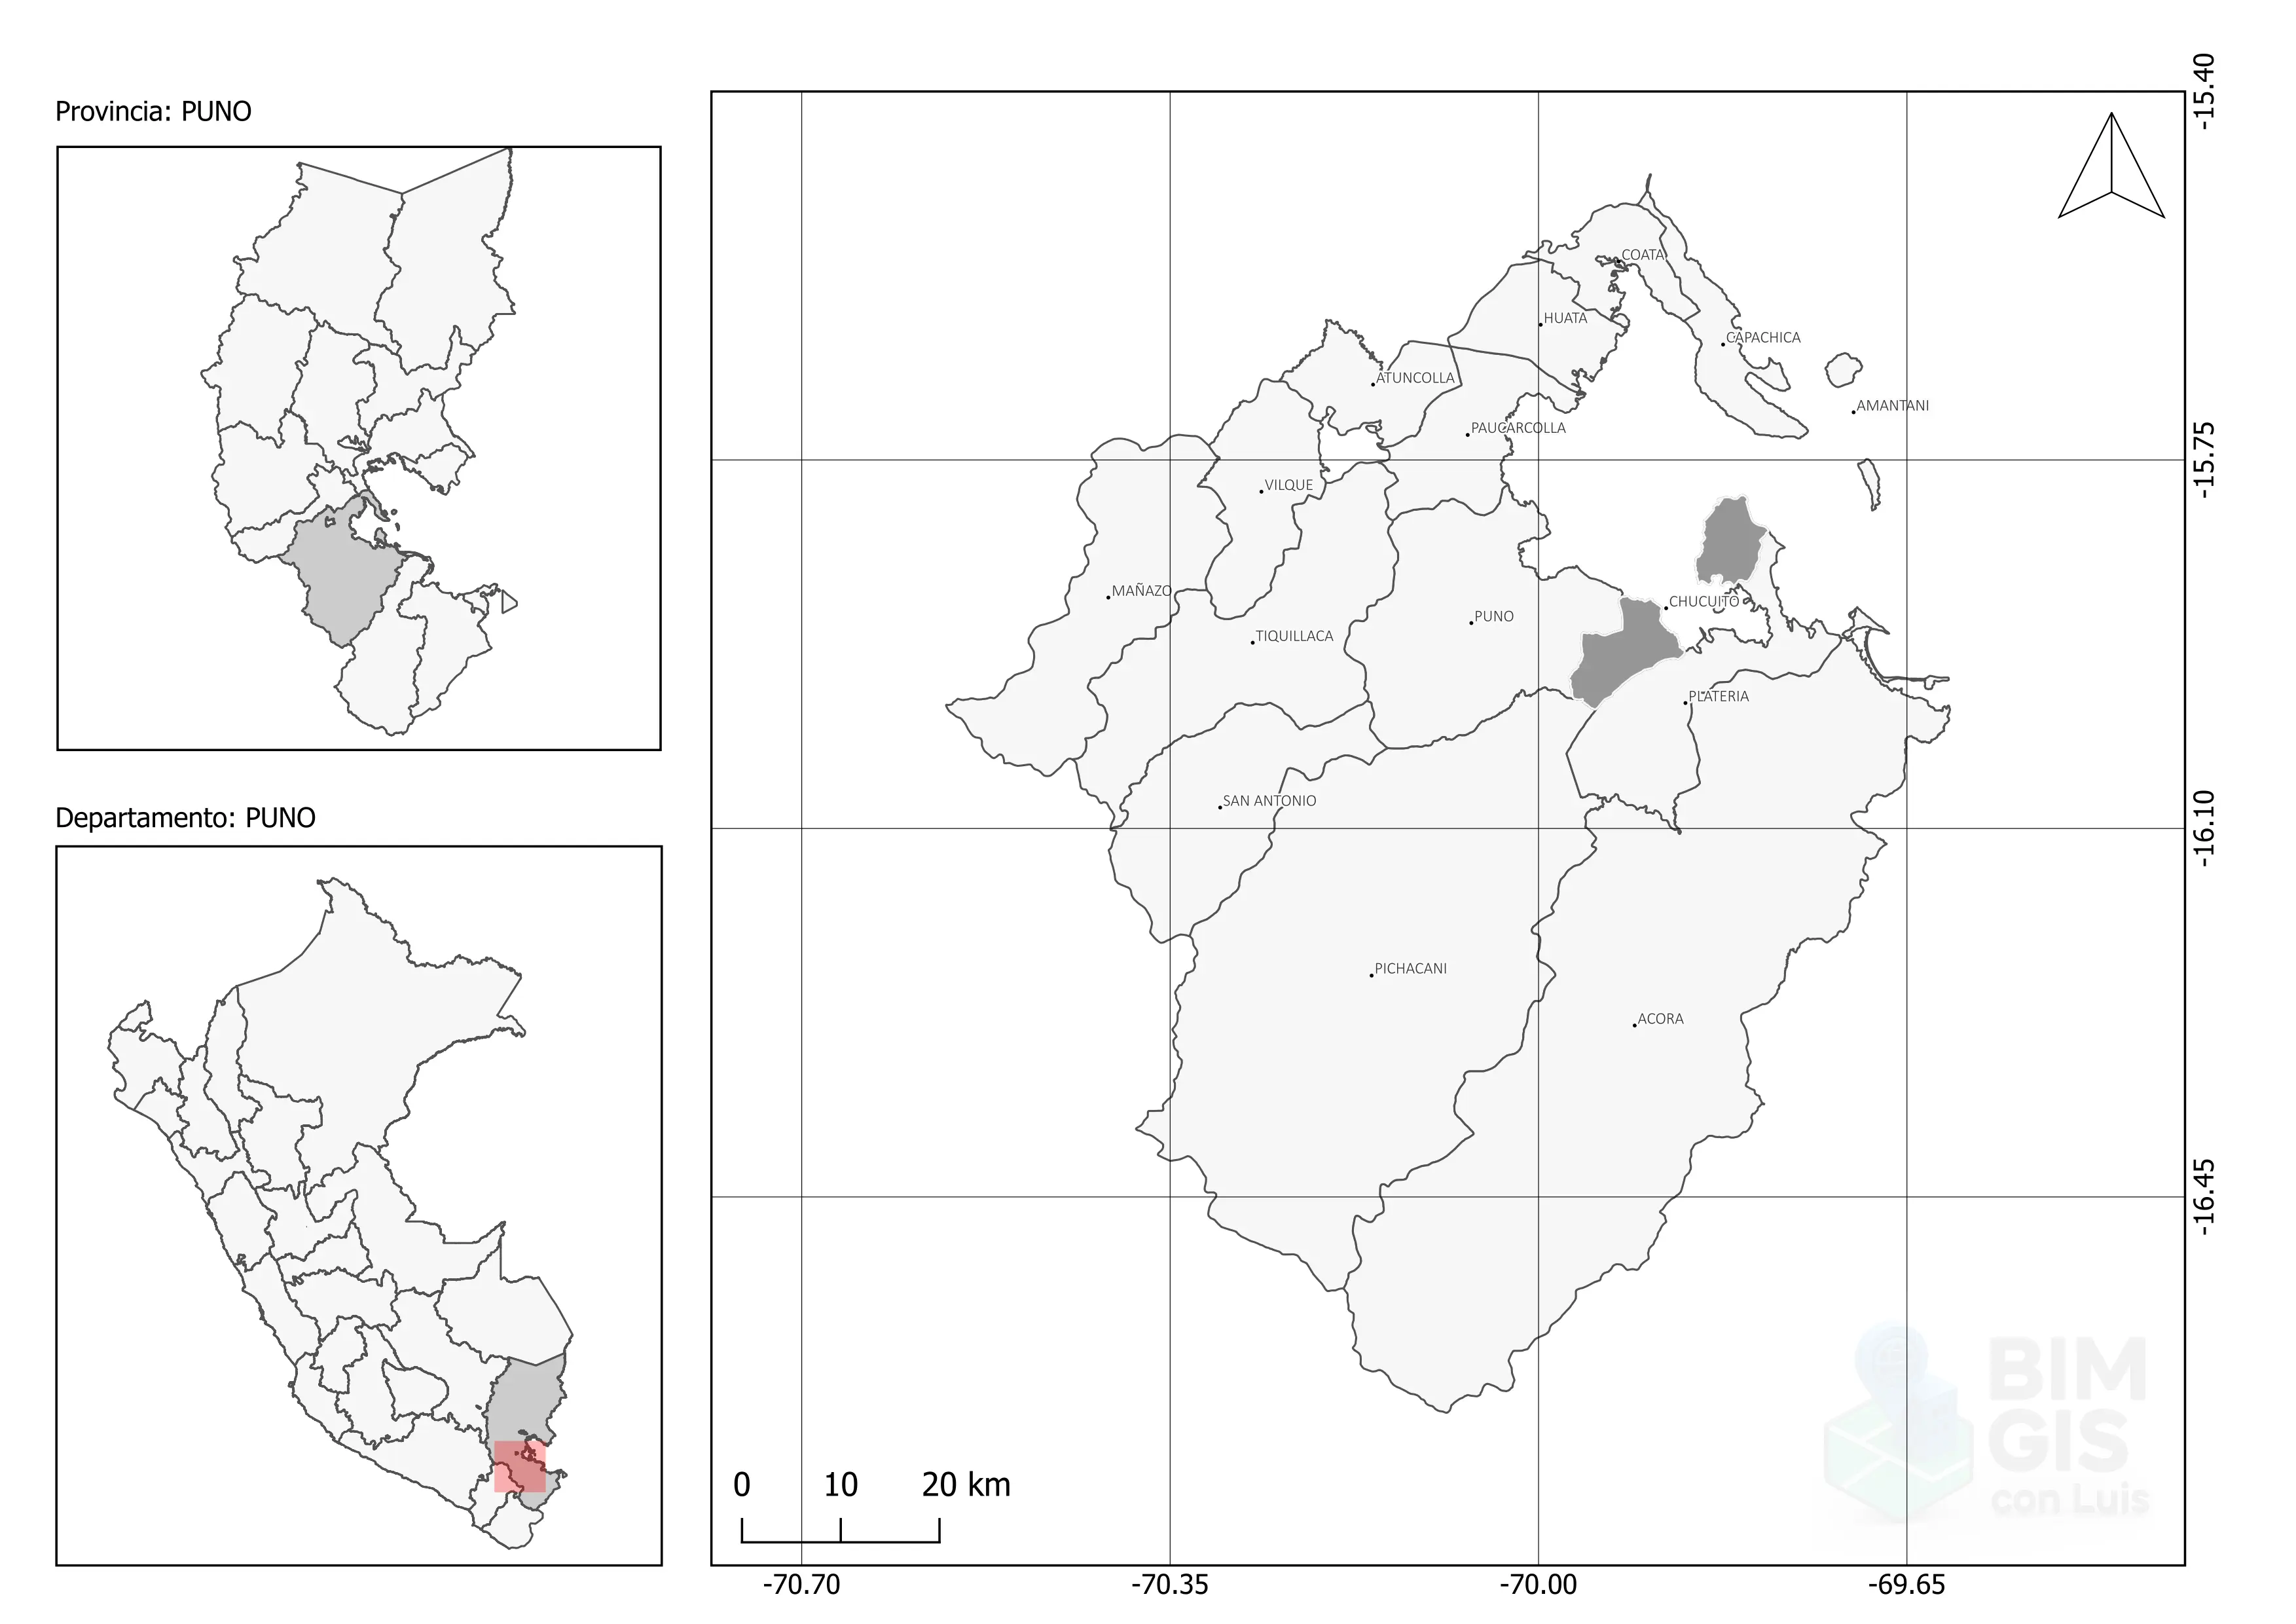 Provincia: PUNO
Departamento: PUNO
COATA
HUATA
CAPACHICA
ATUNCOLLA
AMANTANI
PAUCARCOLLA
VILQUE
MAÑAZO
CHUCUITO
PUNO
TIQUILLACA
PLATERIA
SAN ANTONIO
PICHACANI
ACORA
-15.40
-15.75
-16.10
-16.45
0 10 20 km
-70.70 -70.35 -70.00 -69.65
BIM
GIS
con Luis